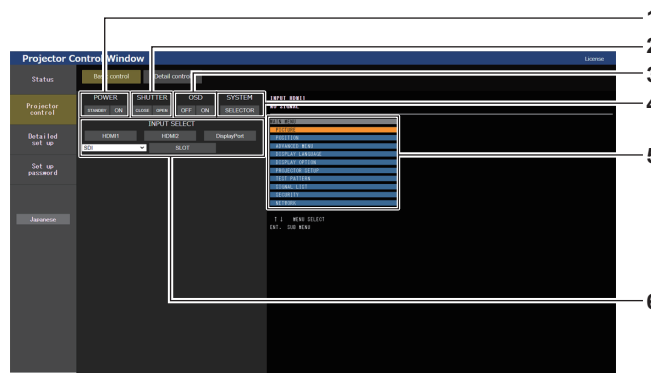 1
2
3
4
5
6
Projector Control Window
License
Status
Basic control
Detail control
Projector
control
Detailed
set up
Set up
password
Japanese
POWER
SHUTTER
OSD
SYSTEM
STANDBY ON
CLOSE OPEN
OFF ON
SELECTOR
INPUT SELECT
HDMI1
HDMI2
DisplayPort
SDI
SLOT
INPUT HDMI1
NO SIGNAL
MAIN MENU
PICTURE
POSITION
ADVANCED MENU
DISPLAY LANGUAGE
DISPLAY OPTION
PROJECTOR SETUP
TEST PATTERN
SIGNAL LIST
SECURITY
NETWORK
↑↓ MENU SELECT
ENT. SUB MENU